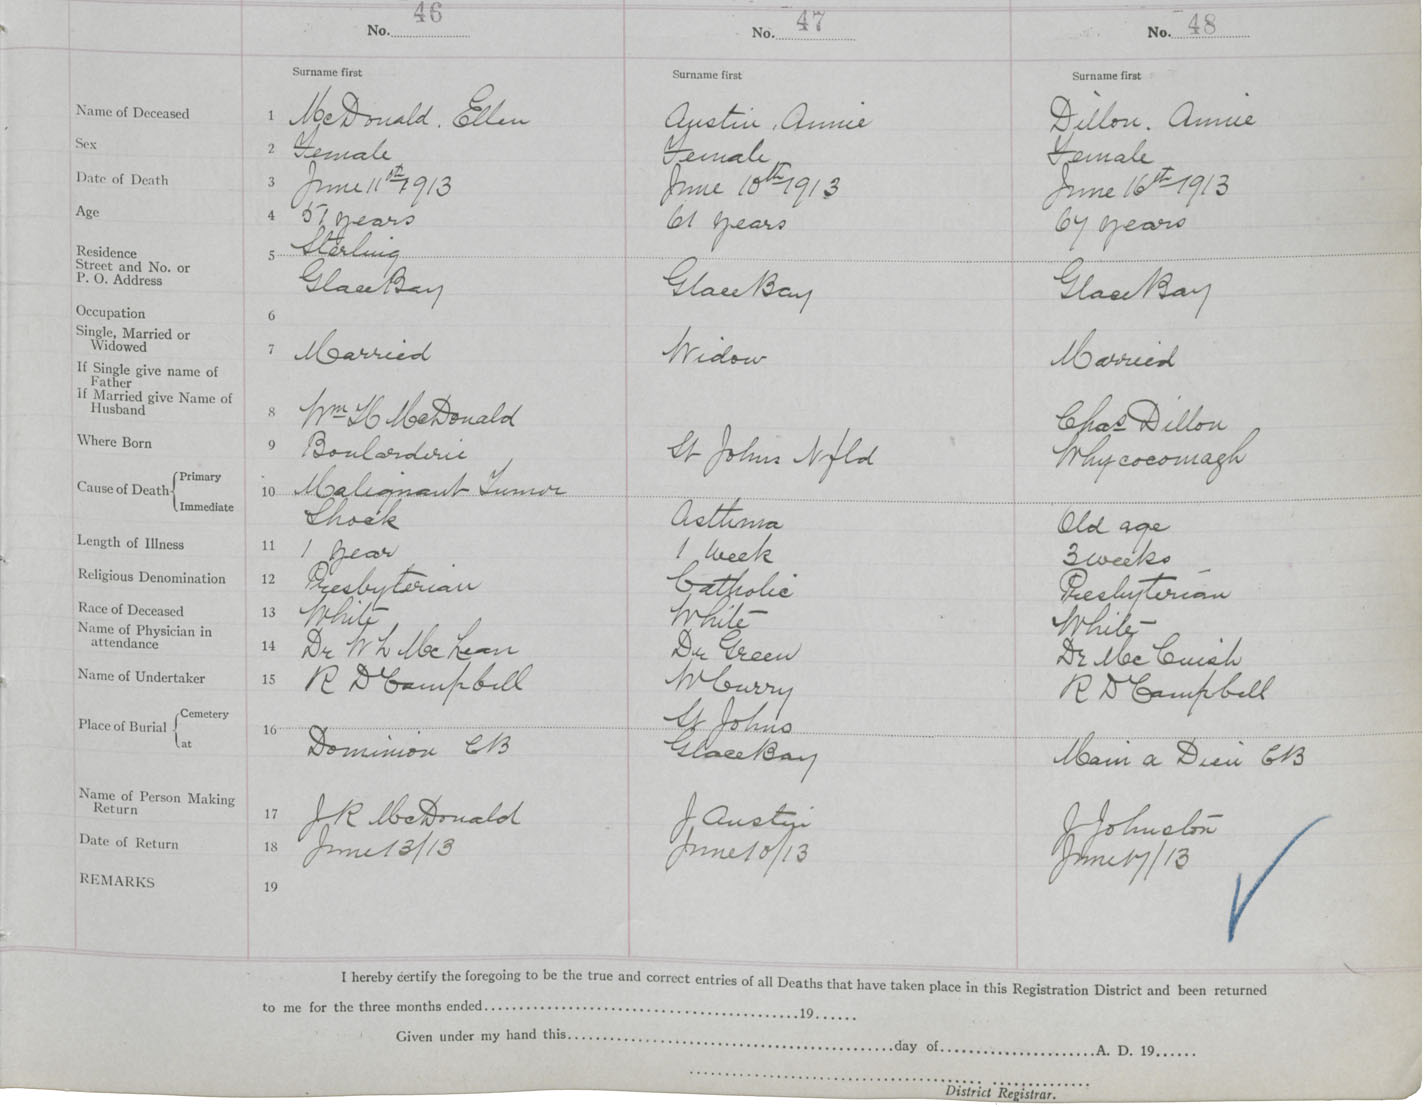 No. 46 No. 47 No. 48
Surname first Surname first Surname first
Name of Deceased 1 McDonald. Ellen Austin, Annie Dillon. Annie
Sex 2 Female Female Female
Date of Death 3 June 11st 1913 June 10th 1913 June 16th 1913
Age 4 57 years 61 years 67 years
Residence 5 Sterling
Street and No. or
P. O. Address Glace Bay Glace Bay Glace Bay
Occupation 6
Single, Married or
Widowed 7 Married Widow Married
If Single give name of
Father
If Married give Name of
Husband 8 Wm H McDonald Chas Dillon
Where Born 9 Boularderie St Johns Nfld Whycocomagh
Cause of Death { Primary 10 Malignant Tumor
Immediate Shock Asthma Old age
Length of Illness 11 1 year 1 week 3 weeks
Religious Denomination 12 Presbyterian Catholic Presbyterian
Race of Deceased 13 White White White
Name of Physician in
attendance 14 Dr W L McLean Dr Green Dr McCuish
Name of Undertaker 15 R D Campbell W Curry R D Campbell
Place of Burial { Cemetery 16 St Johns
at Dominion CB Glace Bay Main a Dieu CB
Name of Person Making
Return 17 J R McDonald J Austin J Johnston
Date of Return 18 June 13/13 June 10/13 June 17/13
REMARKS 19
I hereby certify the foregoing to be the true and correct entries of all Deaths that have taken place in this Registration District and been returned
to me for the three months ended 19
Given under my hand this day of A. D. 19
District Registrar.